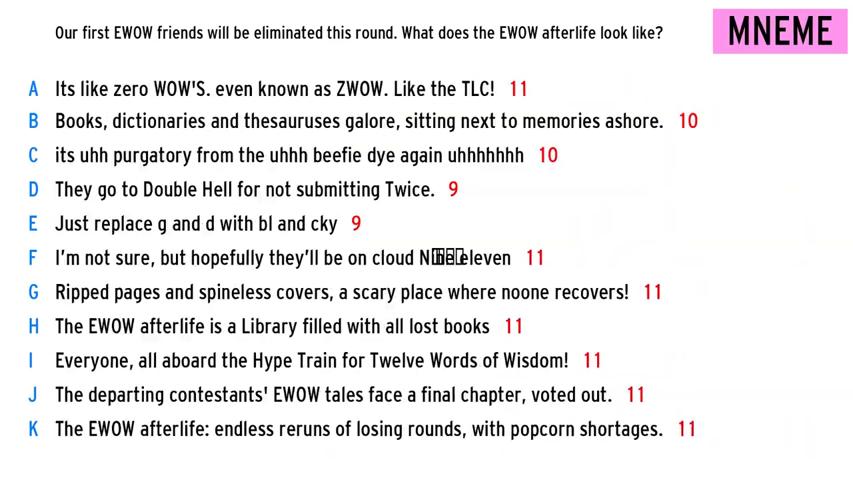 Our first EWOW friends will be eliminated this round. What does the EWOW afterlife look like?
MNEME
A Its like zero WOW'S. even known as ZWOW. Like the TLC! 11
B Books, dictionaries and thesauruses galore, sitting next to memories ashore. 10
C its uhh purgatory from the uhhh beefie dye again uhhhhhhh 10
D They go to Double Hell for not submitting Twice. 9
E Just replace g and d with bl and cky 9
F I'm not sure, but hopefully they'll be on cloud eleven 11
G Ripped pages and spineless covers, a scary place where noone recovers! 11
H The EWOW afterlife is a Library filled with all lost books 11
I Everyone, all aboard the Hype Train for Twelve Words of Wisdom! 11
J The departing contestants' EWOW tales face a final chapter, voted out. 11
K The EWOW afterlife: endless reruns of losing rounds, with popcorn shortages. 11